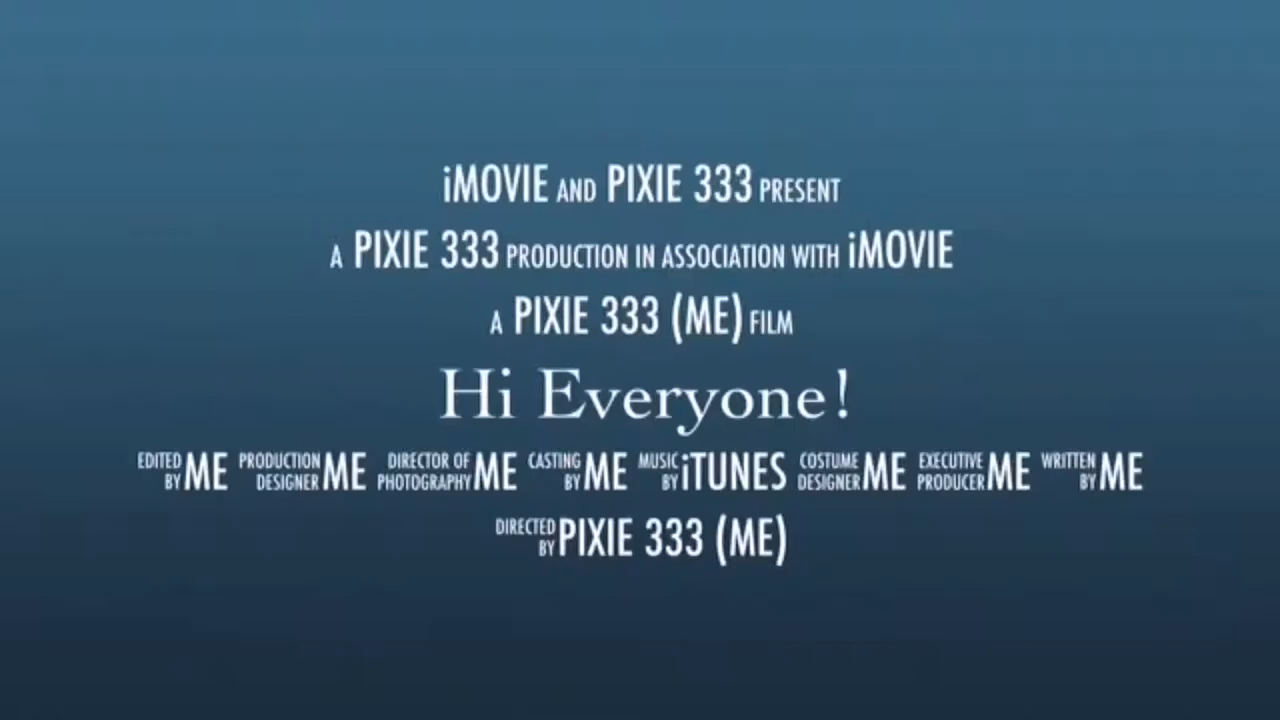 iMOVIE AND PIXIE 333 PRESENT
A PIXIE 333 PRODUCTION IN ASSOCIATION WITH iMOVIE
A PIXIE 333 (ME) FILM
Hi Everyone!
EDITED BY ME PRODUCTION DESIGNER ME DIRECTOR OF PHOTOGRAPHY ME CASTING BY ME MUSIC BY iTUNES COSTUME DESIGNER ME EXECUTIVE PRODUCER ME WRITTEN BY ME
DIRECTED BY PIXIE 333 (ME)